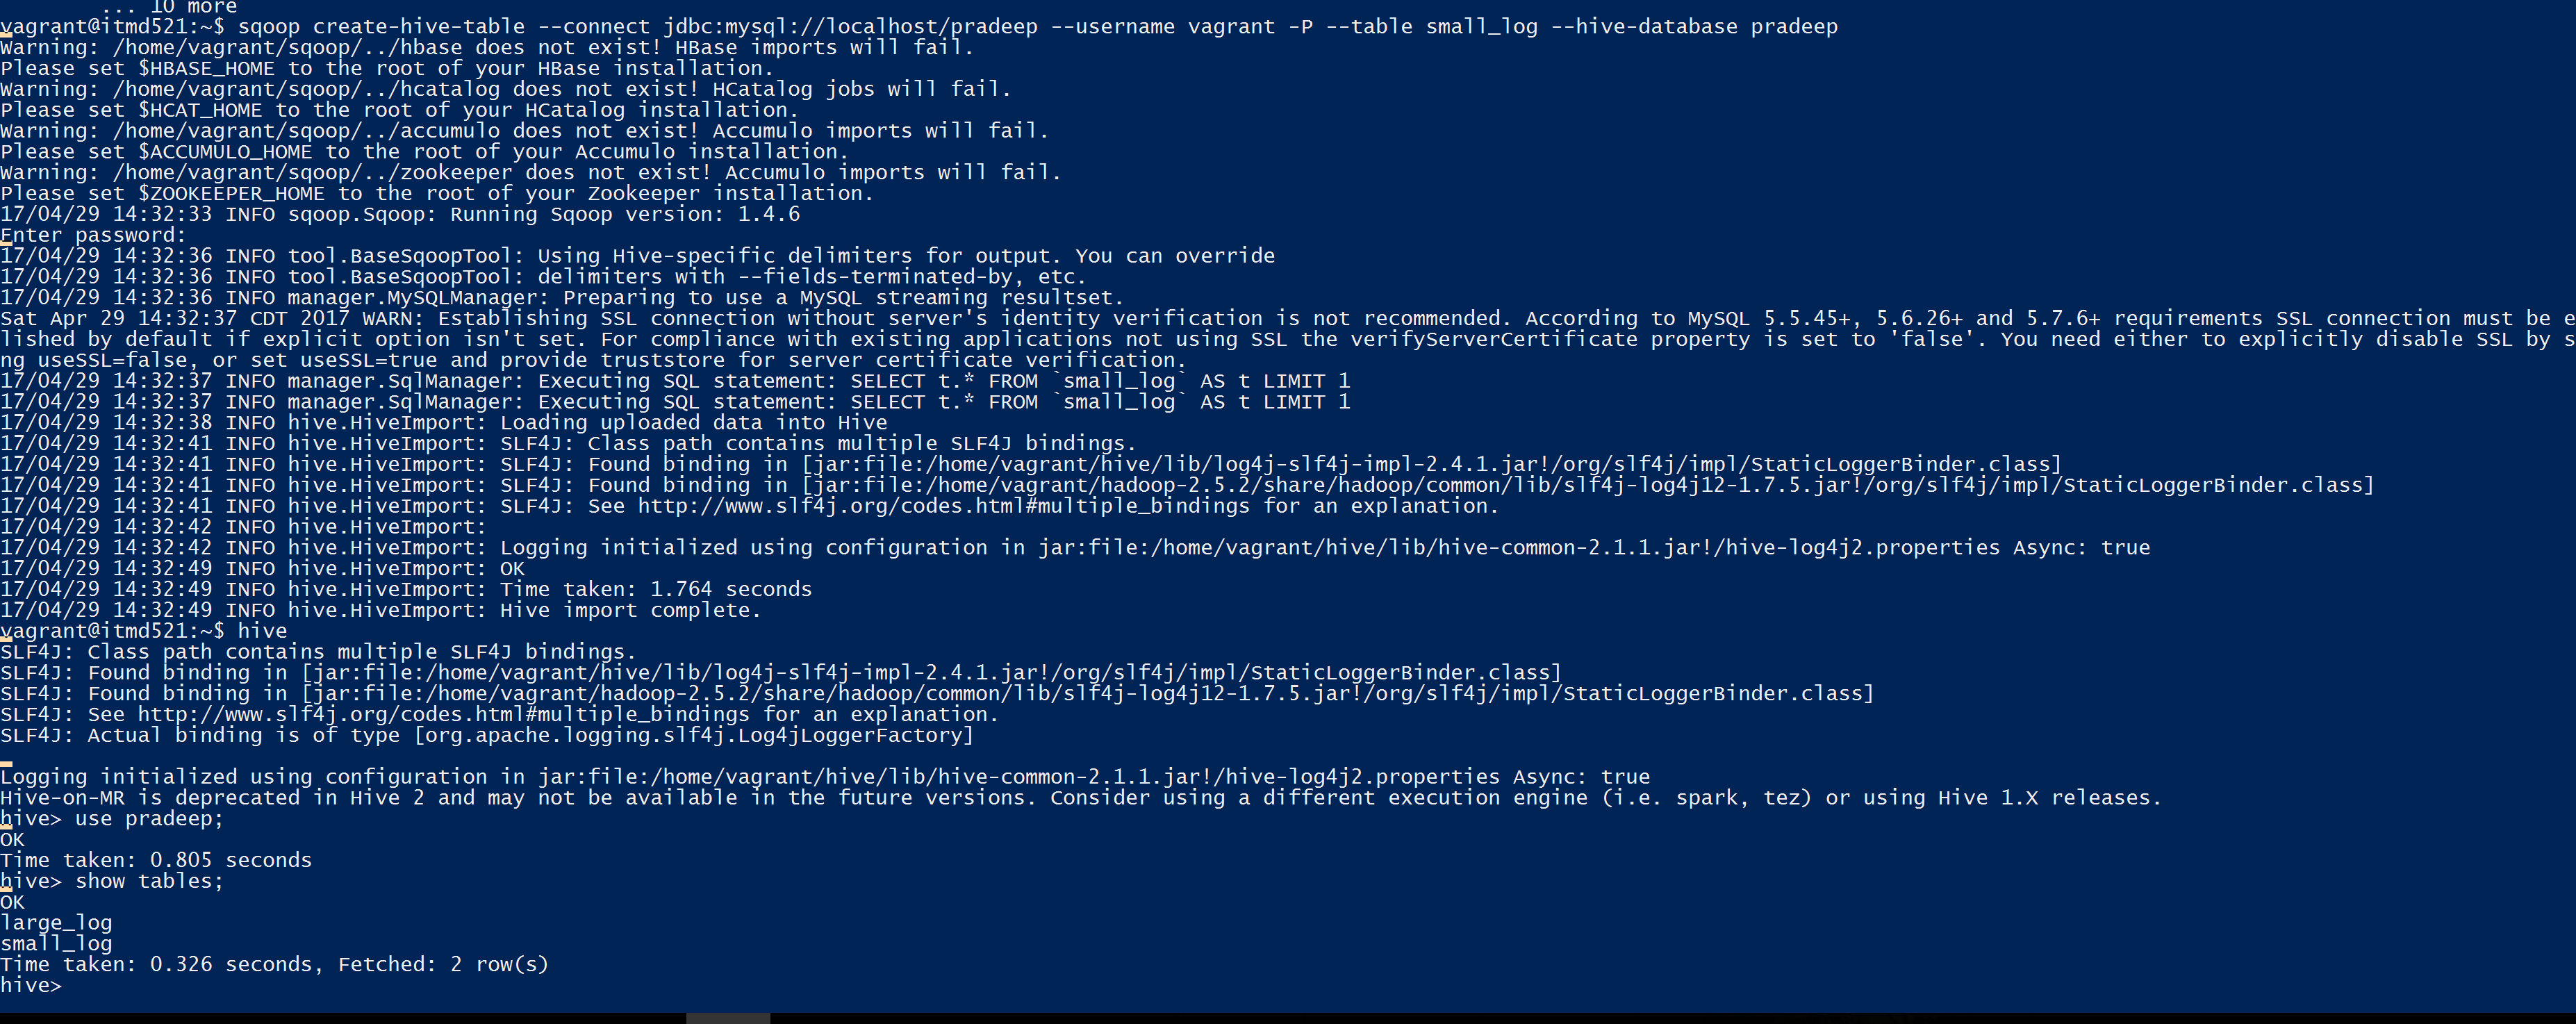 ... 10 more
vagrant@itmd521:~$ sqoop create-hive-table --connect jdbc:mysql://localhost/pradeep --username vagrant -P --table small_log --hive-database pradeep
Warning: /home/vagrant/sqoop/../hbase does not exist! HBase imports will fail.
Please set $HBASE_HOME to the root of your HBase installation.
Warning: /home/vagrant/sqoop/../hcatalog does not exist! HCatalog jobs will fail.
Please set $HCAT_HOME to the root of your HCatalog installation.
Warning: /home/vagrant/sqoop/../accumulo does not exist! Accumulo imports will fail.
Please set $ACCUMULO_HOME to the root of your Accumulo installation.
Warning: /home/vagrant/sqoop/../zookeeper does not exist! Accumulo imports will fail.
Please set $ZOOKEEPER_HOME to the root of your Zookeeper installation.
17/04/29 14:32:33 INFO sqoop.Sqoop: Running Sqoop version: 1.4.6
Enter password:
17/04/29 14:32:36 INFO tool.BaseSqoopTool: Using Hive-specific delimiters for output. You can override
17/04/29 14:32:36 INFO tool.BaseSqoopTool: delimiters with --fields-terminated-by, etc.
17/04/29 14:32:36 INFO manager.MySQLManager: Preparing to use a MySQL streaming resultset.
Sat Apr 29 14:32:37 CDT 2017 WARN: Establishing SSL connection without server's identity verification is not recommended. According to MySQL 5.5.45+, 5.6.26+ and 5.7.6+ requirements SSL connection must be e
lished by default if explicit option isn't set. For compliance with existing applications not using SSL the verifyServerCertificate property is set to 'false'. You need either to explicitly disable SSL by s
ng useSSL=false, or set useSSL=true and provide truststore for server certificate verification.
17/04/29 14:32:37 INFO manager.SqlManager: Executing SQL statement: SELECT t.* FROM `small_log` AS t LIMIT 1
17/04/29 14:32:37 INFO manager.SqlManager: Executing SQL statement: SELECT t.* FROM `small_log` AS t LIMIT 1
17/04/29 14:32:38 INFO hive.HiveImport: Loading uploaded data into Hive
17/04/29 14:32:41 INFO hive.HiveImport: SLF4J: Class path contains multiple SLF4J bindings.
17/04/29 14:32:41 INFO hive.HiveImport: SLF4J: Found binding in [jar:file:/home/vagrant/hive/lib/log4j-slf4j-impl-2.4.1.jar!/org/slf4j/impl/StaticLoggerBinder.class]
17/04/29 14:32:41 INFO hive.HiveImport: SLF4J: Found binding in [jar:file:/home/vagrant/hadoop-2.5.2/share/hadoop/common/lib/slf4j-log4j12-1.7.5.jar!/org/slf4j/impl/StaticLoggerBinder.class]
17/04/29 14:32:41 INFO hive.HiveImport: SLF4J: See http://www.slf4j.org/codes.html#multiple_bindings for an explanation.
17/04/29 14:32:42 INFO hive.HiveImport:
17/04/29 14:32:42 INFO hive.HiveImport: Logging initialized using configuration in jar:file:/home/vagrant/hive/lib/hive-common-2.1.1.jar!/hive-log4j2.properties Async: true
17/04/29 14:32:49 INFO hive.HiveImport: OK
17/04/29 14:32:49 INFO hive.HiveImport: Time taken: 1.764 seconds
17/04/29 14:32:49 INFO hive.HiveImport: Hive import complete.
vagrant@itmd521:~$ hive
SLF4J: Class path contains multiple SLF4J bindings.
SLF4J: Found binding in [jar:file:/home/vagrant/hive/lib/log4j-slf4j-impl-2.4.1.jar!/org/slf4j/impl/StaticLoggerBinder.class]
SLF4J: Found binding in [jar:file:/home/vagrant/hadoop-2.5.2/share/hadoop/common/lib/slf4j-log4j12-1.7.5.jar!/org/slf4j/impl/StaticLoggerBinder.class]
SLF4J: See http://www.slf4j.org/codes.html#multiple_bindings for an explanation.
SLF4J: Actual binding is of type [org.apache.logging.slf4j.Log4jLoggerFactory]
Logging initialized using configuration in jar:file:/home/vagrant/hive/lib/hive-common-2.1.1.jar!/hive-log4j2.properties Async: true
Hive-on-MR is deprecated in Hive 2 and may not be available in the future versions. Consider using a different execution engine (i.e. spark, tez) or using Hive 1.X releases.
hive> use pradeep;
OK
Time taken: 0.805 seconds
hive> show tables;
OK
large_log
small_log
Time taken: 0.326 seconds, Fetched: 2 row(s)
hive>